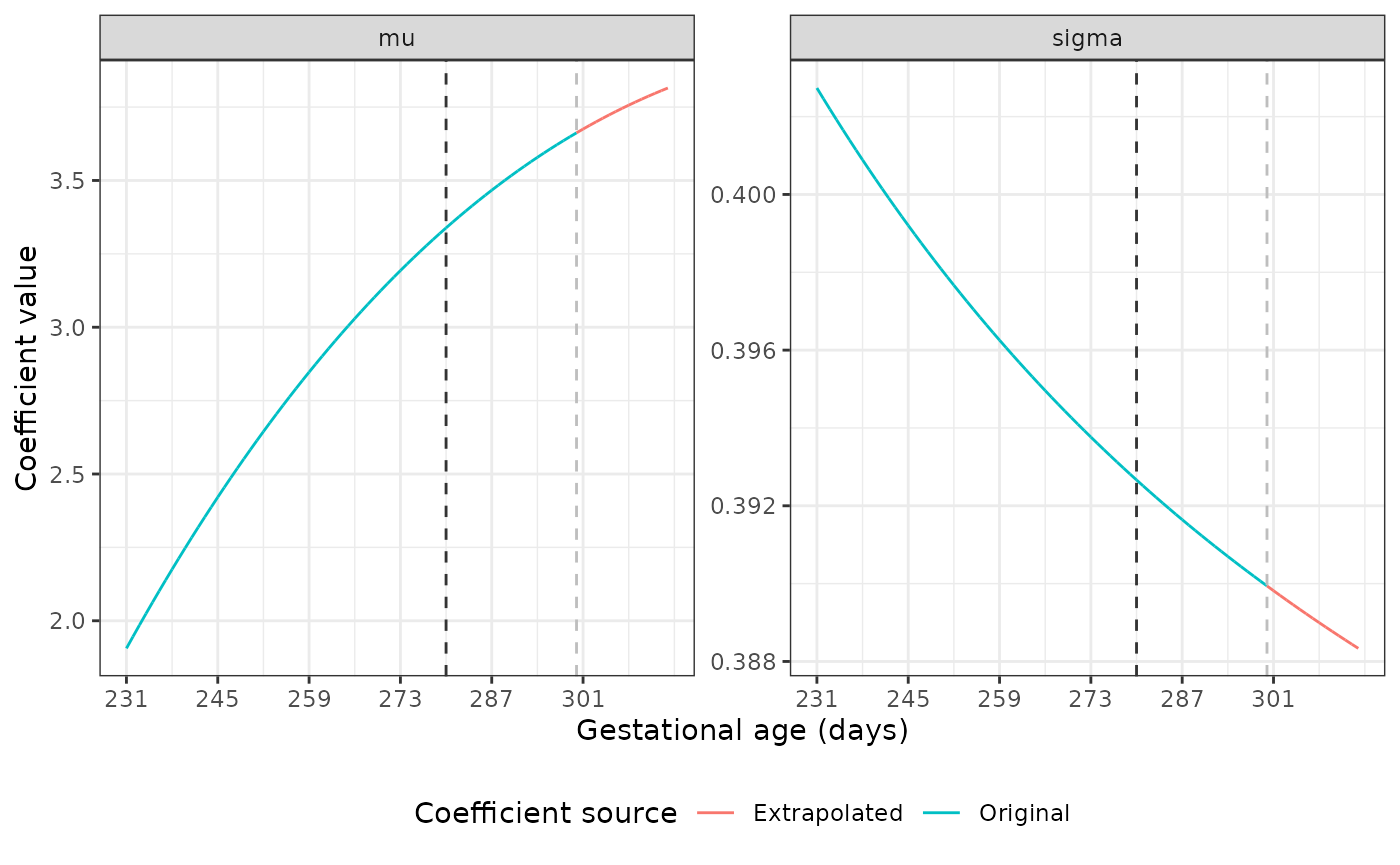 mu
sigma
Coefficient value
3.5
3.0
2.5
2.0
0.400
0.396
0.392
0.388
231 245 259 273 287 301
231 245 259 273 287 301
Gestational age (days)
Coefficient source Extrapolated Original